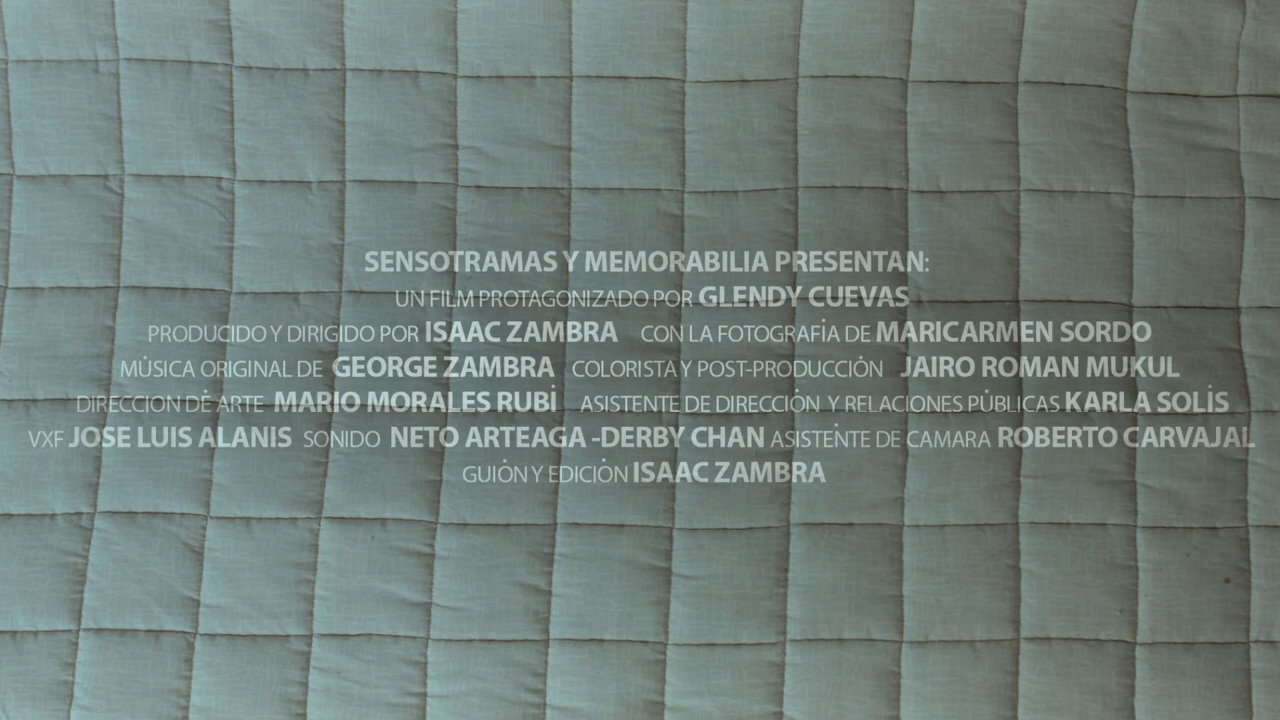 SENSOTRAMAS Y MEMORABILIA PRESENTAN:
UN FILM PROTAGONIZADO POR GLENDY CUEVAS
PRODUCIDO Y DIRIGIDO POR ISAAC ZAMBRA CON LA FOTOGRAFÍA DE MARICARMEN SORDO
MÚSICA ORIGINAL DE GEORGE ZAMBRA COLORISTA Y POST-PRODUCCIÓN JAIRO ROMAN MUKUL
DIRECCION DÉ ARTE MARIO MORALES RUBÍ ASISTENTE DE DIRECCIÓN Y RELACIONES PÚBLICAS KARLA SOLÍS
VXF JOSE LUIS ALANIS SONIDO NETO ARTEAGA -DERBY CHAN ASISTÉNTE DE CAMARA ROBERTO CARVAJAL
GUIÓN Y EDICIÓN ISAAC ZAMBRA